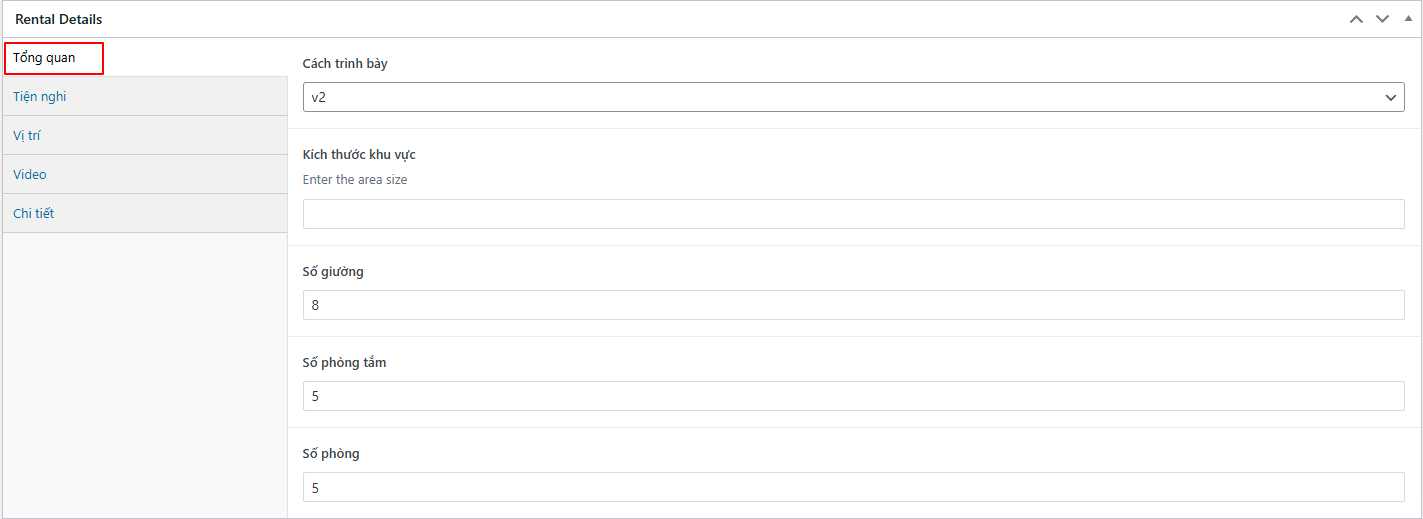 Rental Details
Tổng quan
Tiện nghi
Vị trí
Video
Chi tiết
Cách trình bày
v2
Kích thước khu vực
Enter the area size
Số giường
8
Số phòng tắm
5
Số phòng
5